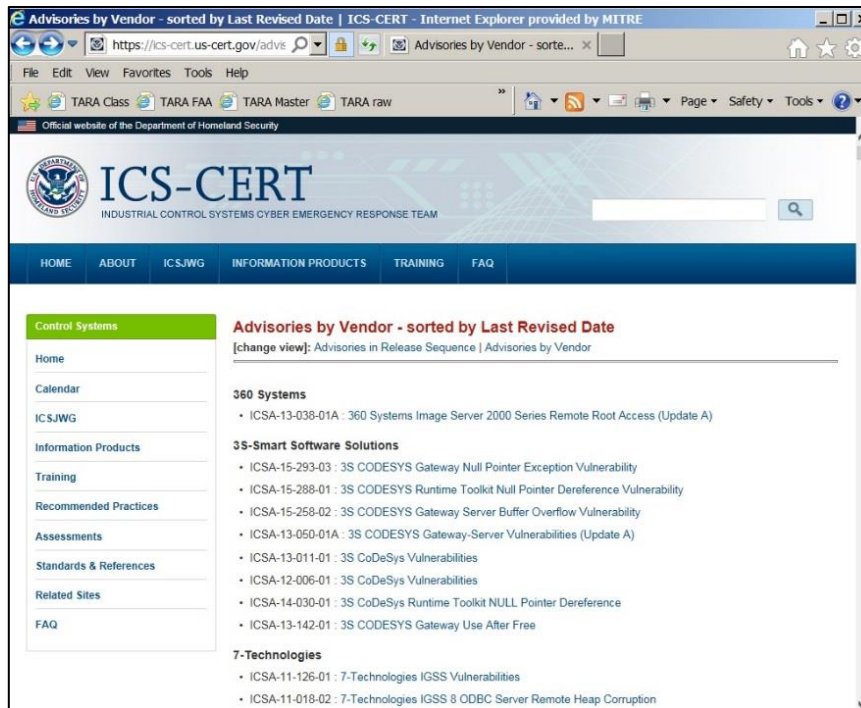 Advisories by Vendor - sorted by Last Revised Date | ICS-CERT - Internet Explorer provided by MITRE
https://ics-cert.us-cert.gov/advis
Advisories by Vendor - sorte...
File Edit View Favorites Tools Help
TARA Class TARA FAA TARA Master TARA raw » Page Safety Tools
Official website of the Department of Homeland Security
ICS-CERT
INDUSTRIAL CONTROL SYSTEMS CYBER EMERGENCY RESPONSE TEAM
HOME ABOUT ICSJWG INFORMATION PRODUCTS TRAINING FAQ
Control Systems
Home
Calendar
ICSJWG
Information Products
Training
Recommended Practices
Assessments
Standards & References
Related Sites
FAQ
Advisories by Vendor - sorted by Last Revised Date
[change view]: Advisories in Release Sequence | Advisories by Vendor
360 Systems
• ICSA-13-038-01A : 360 Systems Image Server 2000 Series Remote Root Access (Update A)
3S-Smart Software Solutions
• ICSA-15-293-03 : 3S CODESYS Gateway Null Pointer Exception Vulnerability
• ICSA-15-288-01 : 3S CODESYS Runtime Toolkit Null Pointer Dereference Vulnerability
• ICSA-15-258-02 : 3S CODESYS Gateway Server Buffer Overflow Vulnerability
• ICSA-13-050-01A : 3S CODESYS Gateway-Server Vulnerabilities (Update A)
• ICSA-13-011-01 : 3S CoDeSys Vulnerabilities
• ICSA-12-006-01 : 3S CoDeSys Vulnerabilities
• ICSA-14-030-01 : 3S CoDeSys Runtime Toolkit NULL Pointer Dereference
• ICSA-13-142-01 : 3S CODESYS Gateway Use After Free
7-Technologies
• ICSA-11-126-01 : 7-Technologies IGSS Vulnerabilities
• ICSA-11-018-02 : 7-Technologies IGSS 8 ODBC Server Remote Heap Corruption